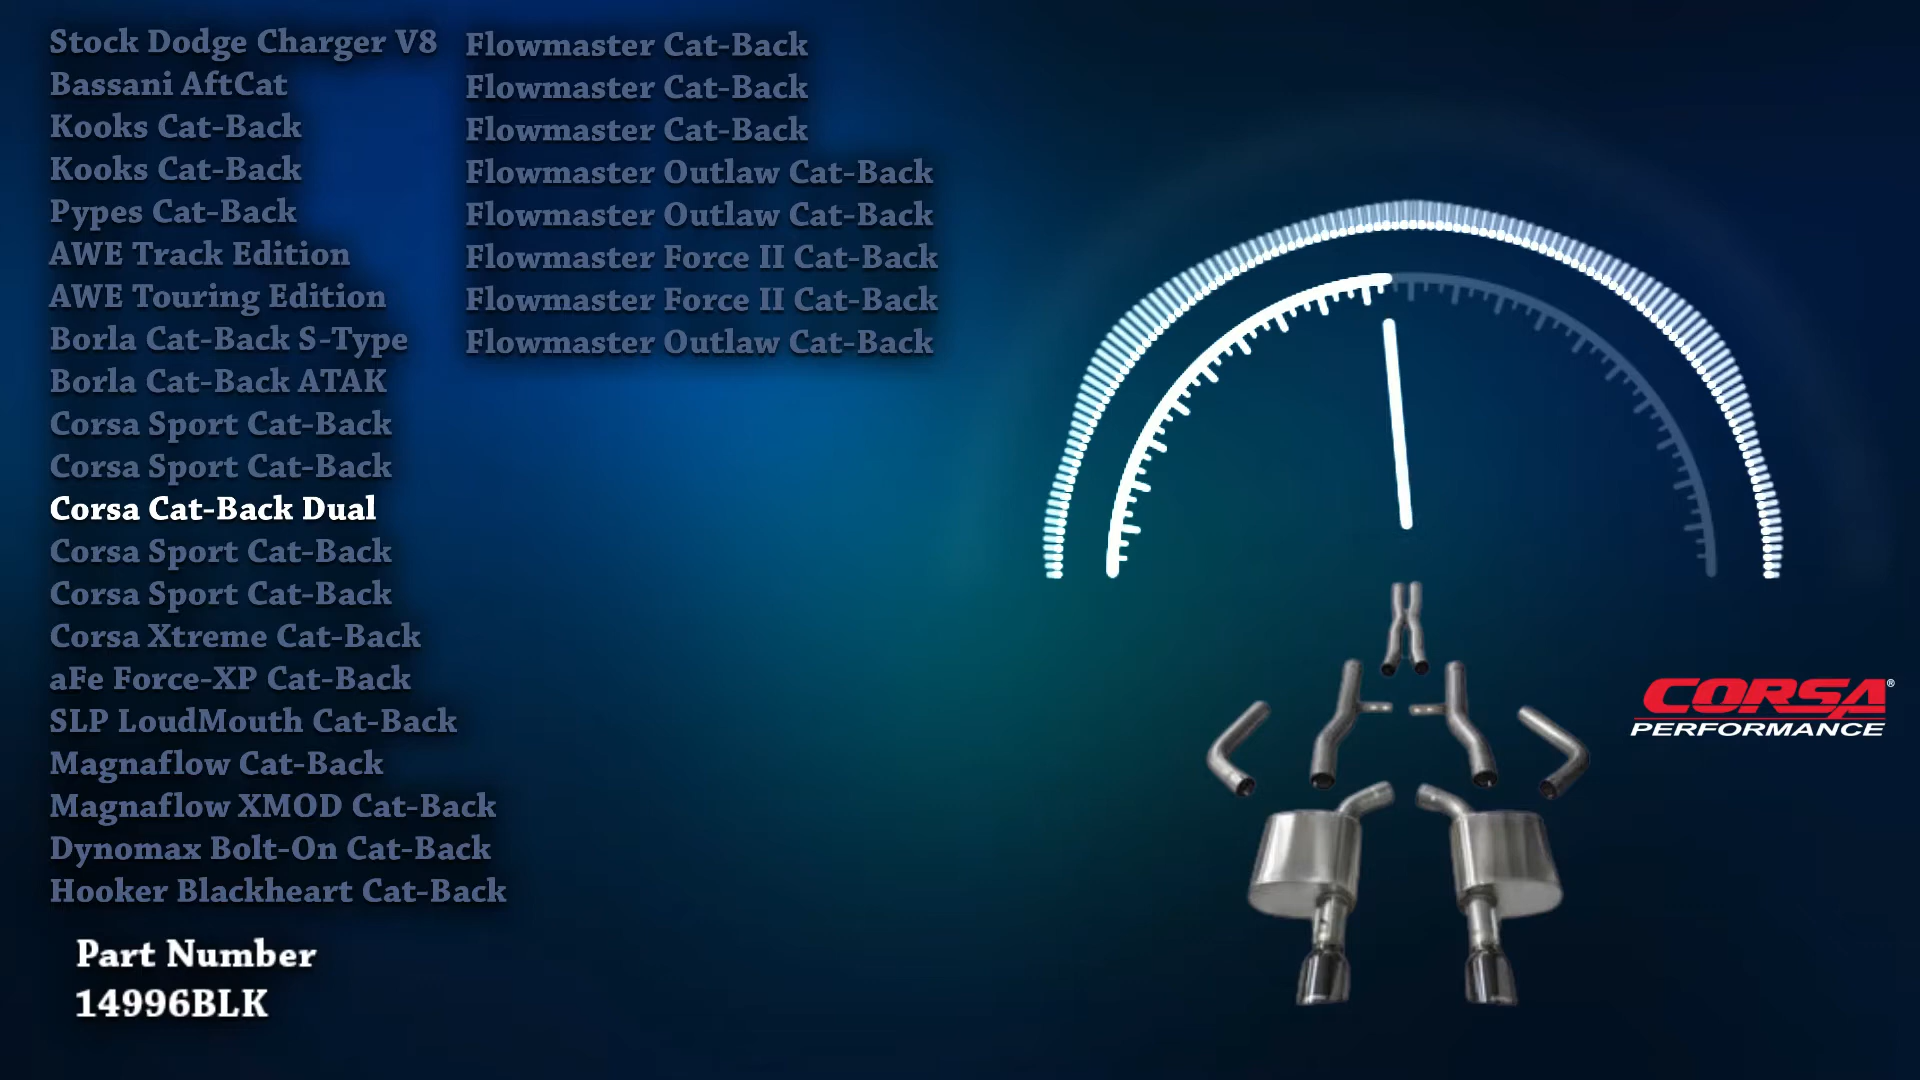 Stock Dodge Charger V8
Bassani AftCat
Kooks Cat-Back
Kooks Cat-Back
Pypes Cat-Back
AWE Track Edition
AWE Touring Edition
Borla Cat-Back S-Type
Borla Cat-Back ATAK
Corsa Sport Cat-Back
Corsa Sport Cat-Back
Corsa Cat-Back Dual
Corsa Sport Cat-Back
Corsa Sport Cat-Back
Corsa Xtreme Cat-Back
aFe Force-XP Cat-Back
SLP LoudMouth Cat-Back
Magnaflow Cat-Back
Magnaflow XMOD Cat-Back
Dynomax Bolt-On Cat-Back
Hooker Blackheart Cat-Back
Flowmaster Cat-Back
Flowmaster Cat-Back
Flowmaster Cat-Back
Flowmaster Outlaw Cat-Back
Flowmaster Outlaw Cat-Back
Flowmaster Force II Cat-Back
Flowmaster Force II Cat-Back
Flowmaster Outlaw Cat-Back
Part Number
14996BLK
CORSA®
PERFORMANCE